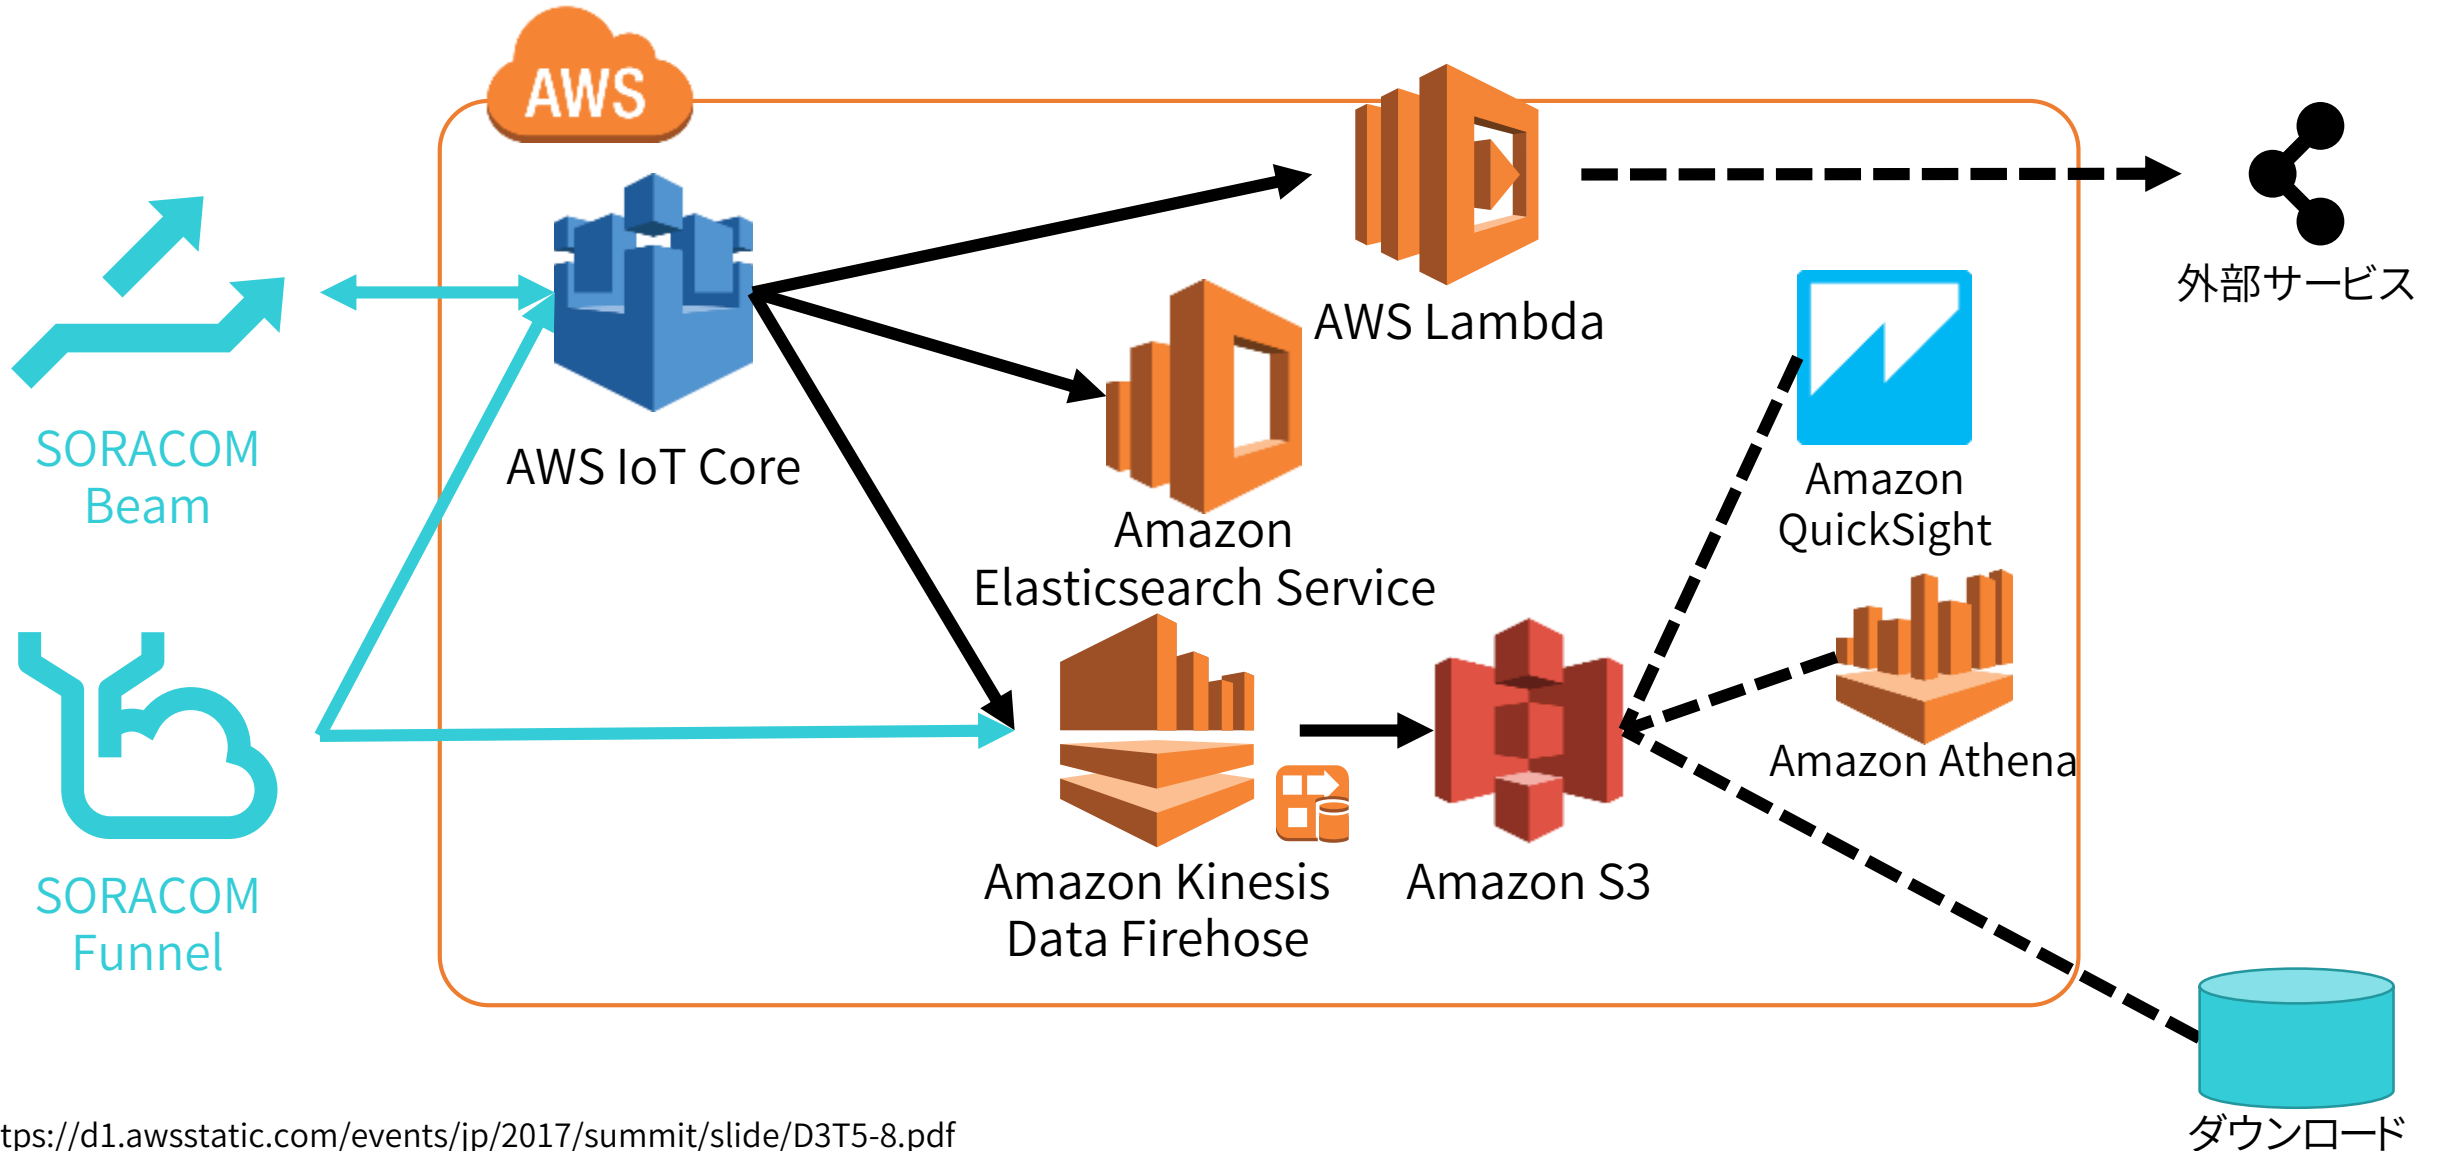 AWS
SORACOM
Beam
SORACOM
Funnel
AWS IoT Core
AWS Lambda
Amazon
Elasticsearch Service
Amazon Kinesis
Data Firehose
Amazon S3
Amazon
QuickSight
Amazon Athena
外部サービス
ダウンロード
tps://d1.awsstatic.com/events/jp/2017/summit/slide/D3T5-8.pdf